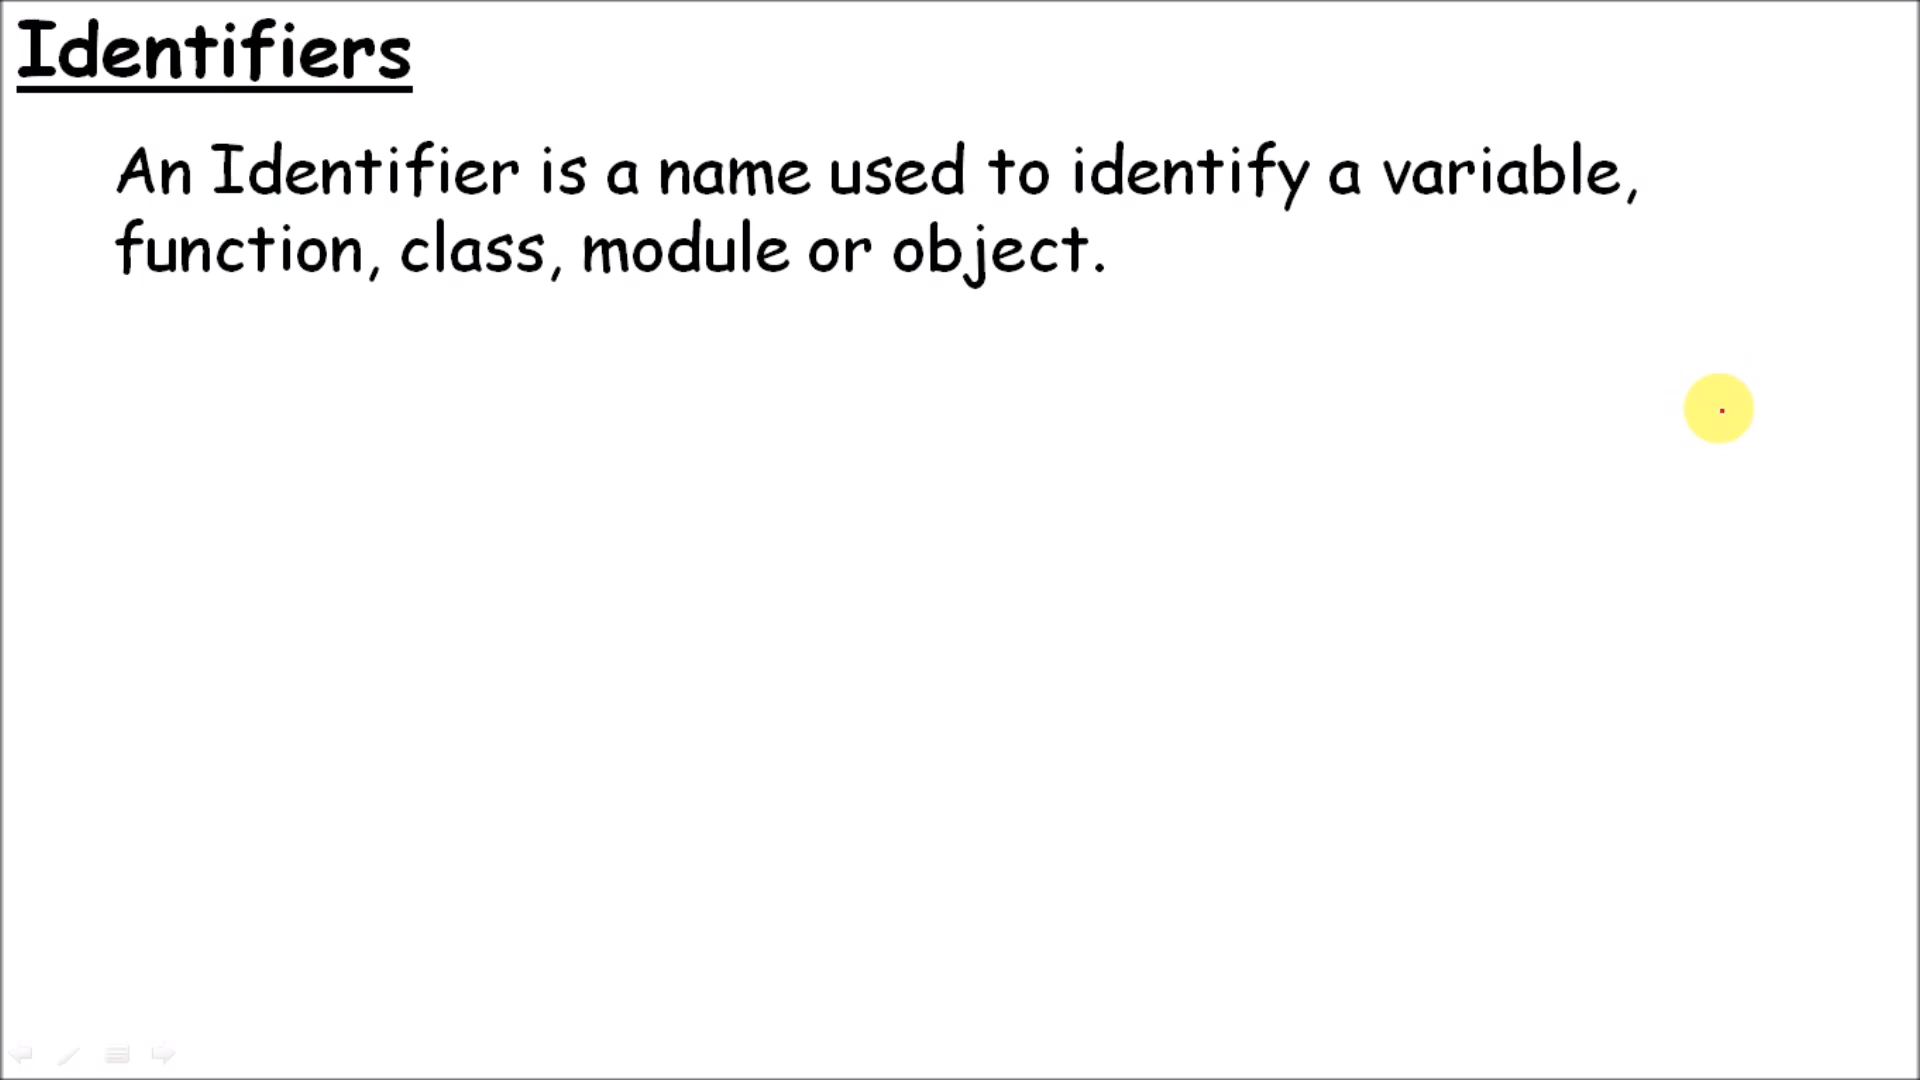 Identifiers
An Identifier is a name used to identify a variable,
function, class, module or object.